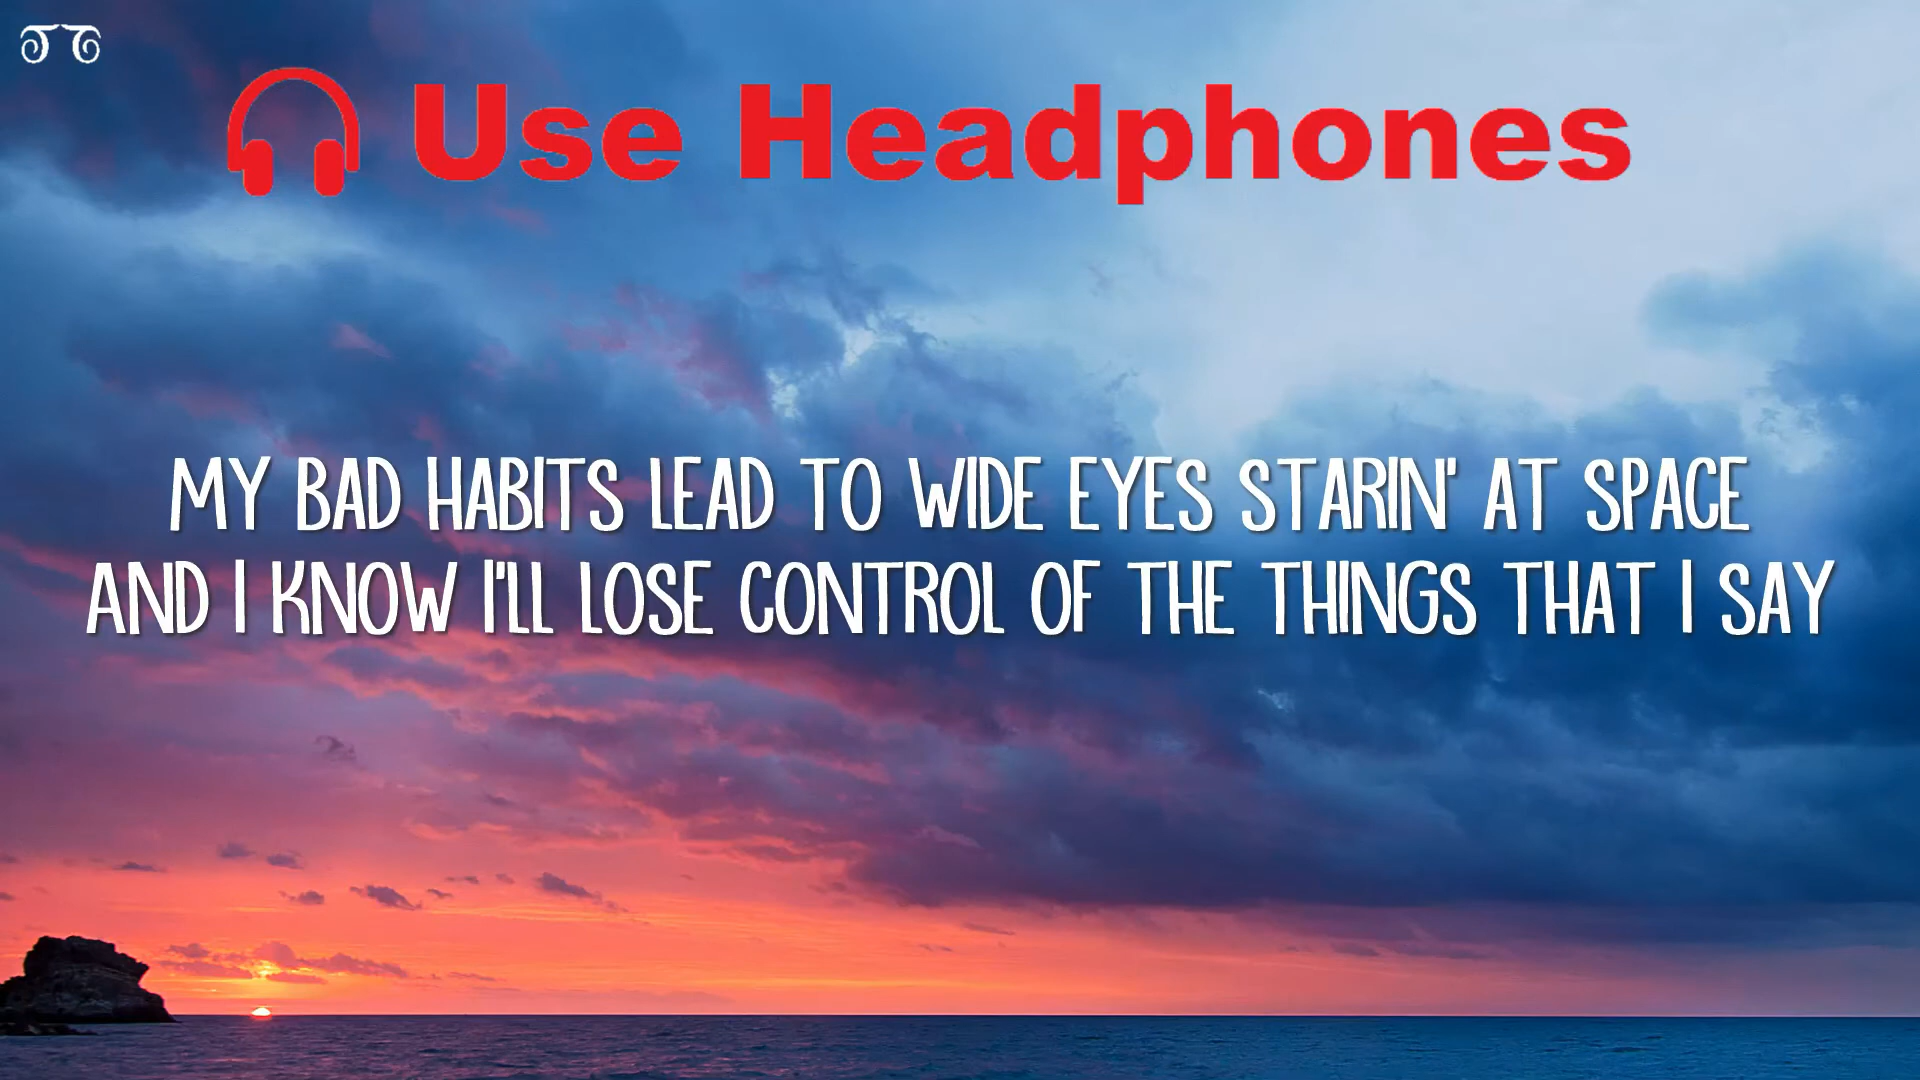 Use Headphones
MY BAD HABITS LEAD TO WIDE EYES STARIN' AT SPACE
AND I KNOW I'LL LOSE CONTROL OF THE THINGS THAT I SAY